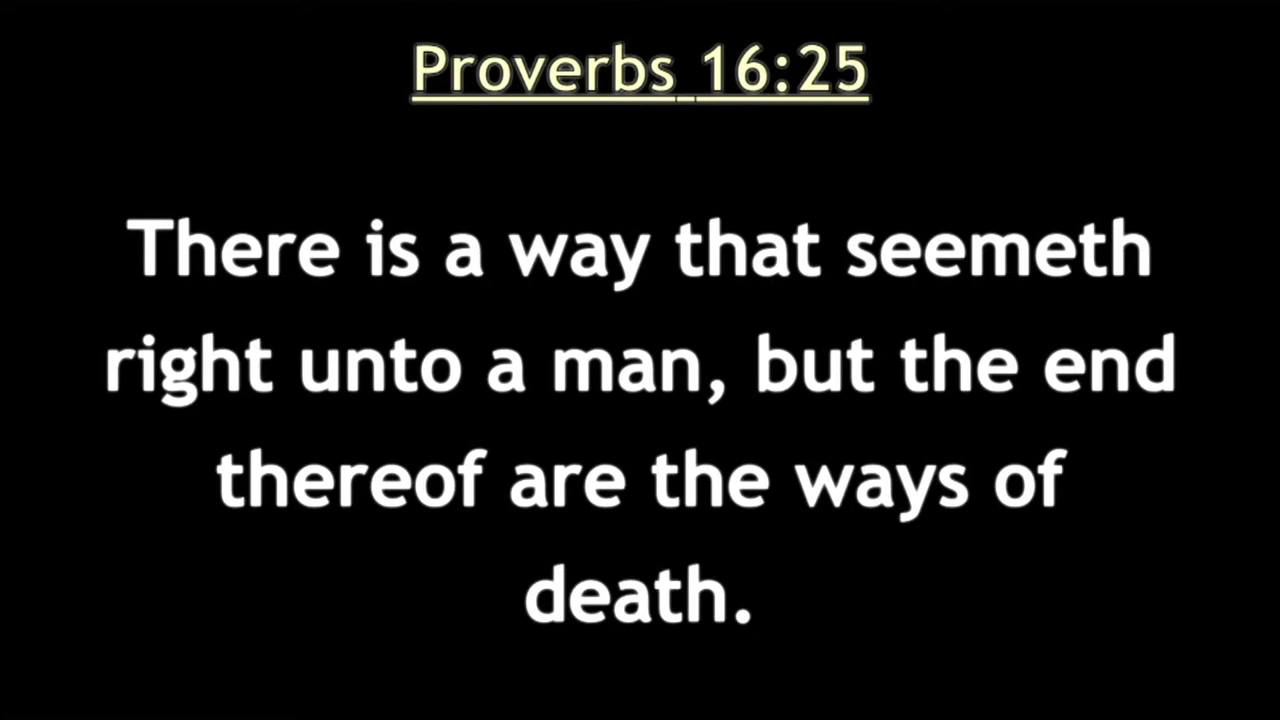 Proverbs 16:25
There is a way that seemeth
right unto a man, but the end
thereof are the ways of
death.